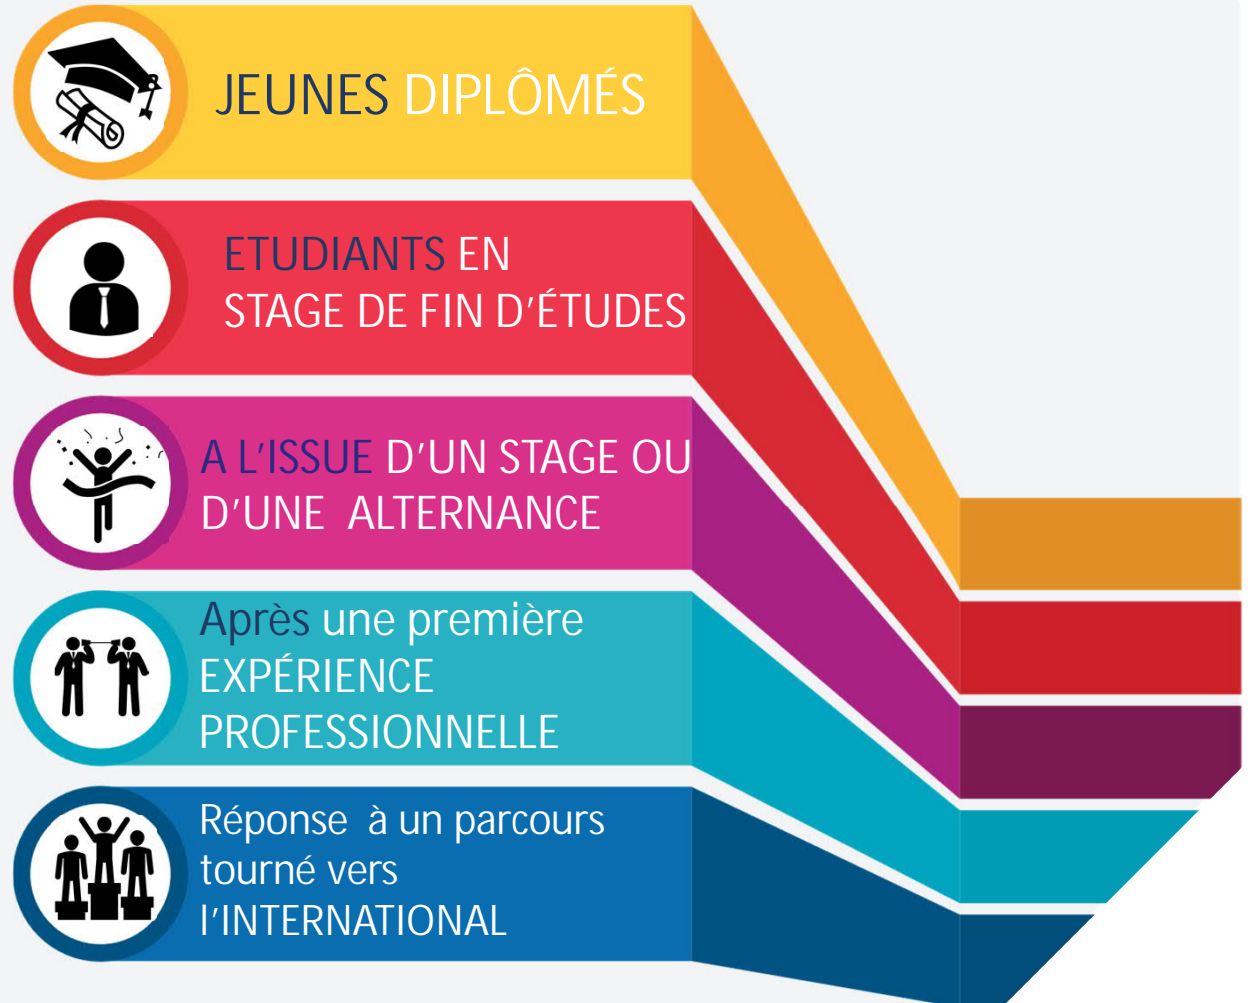 JEUNES DIPLÔMÉS
ETUDIANTS EN
STAGE DE FIN D’ÉTUDES
A L’ISSUE D’UN STAGE OU
D’UNE ALTERNANCE
Après une première
EXPÉRIENCE
PROFESSIONNELLE
Réponse à un parcours
tourné vers
l’INTERNATIONAL